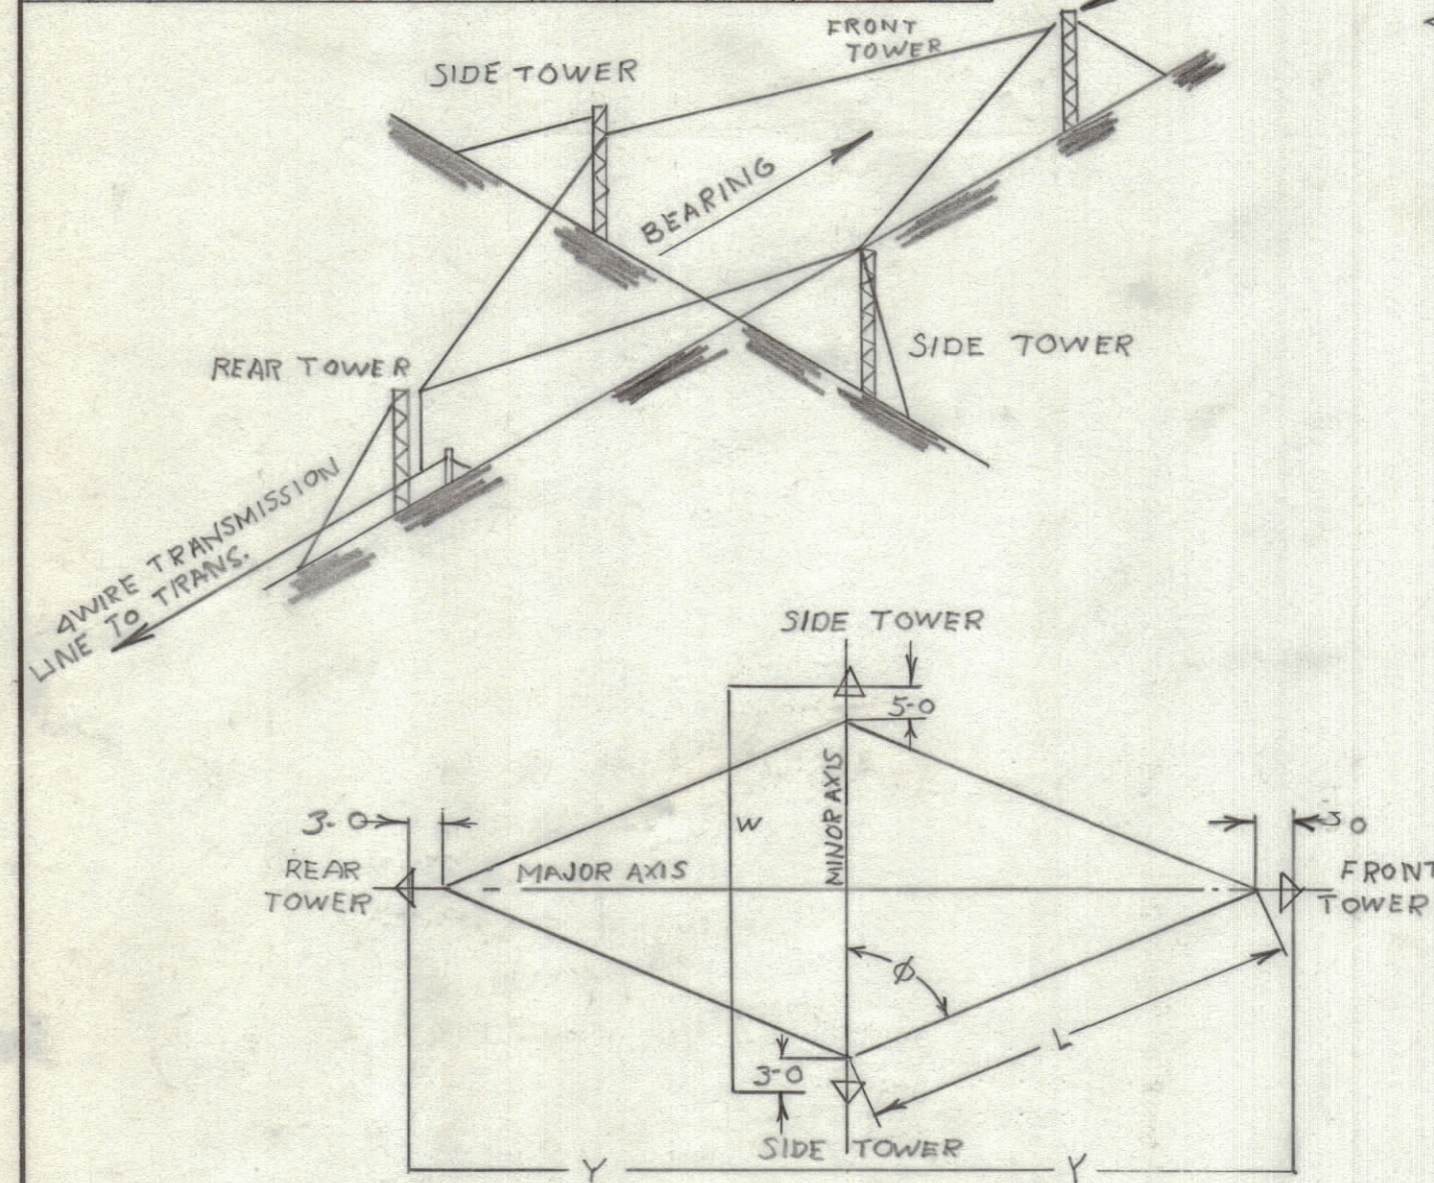 FRONT
TOWER
SIDE TOWER
BEARING
SIDE TOWER
REAR TOWER
4WIRE TRANSMISSION
LINE TO TRANS.
SIDE TOWER
5-0
MINOR AXIS
W
3-0
3 0
REAR
TOWER
MAJOR AXIS
FRONT
TOWER
φ
L
3-0
SIDE TOWER
Y
Y